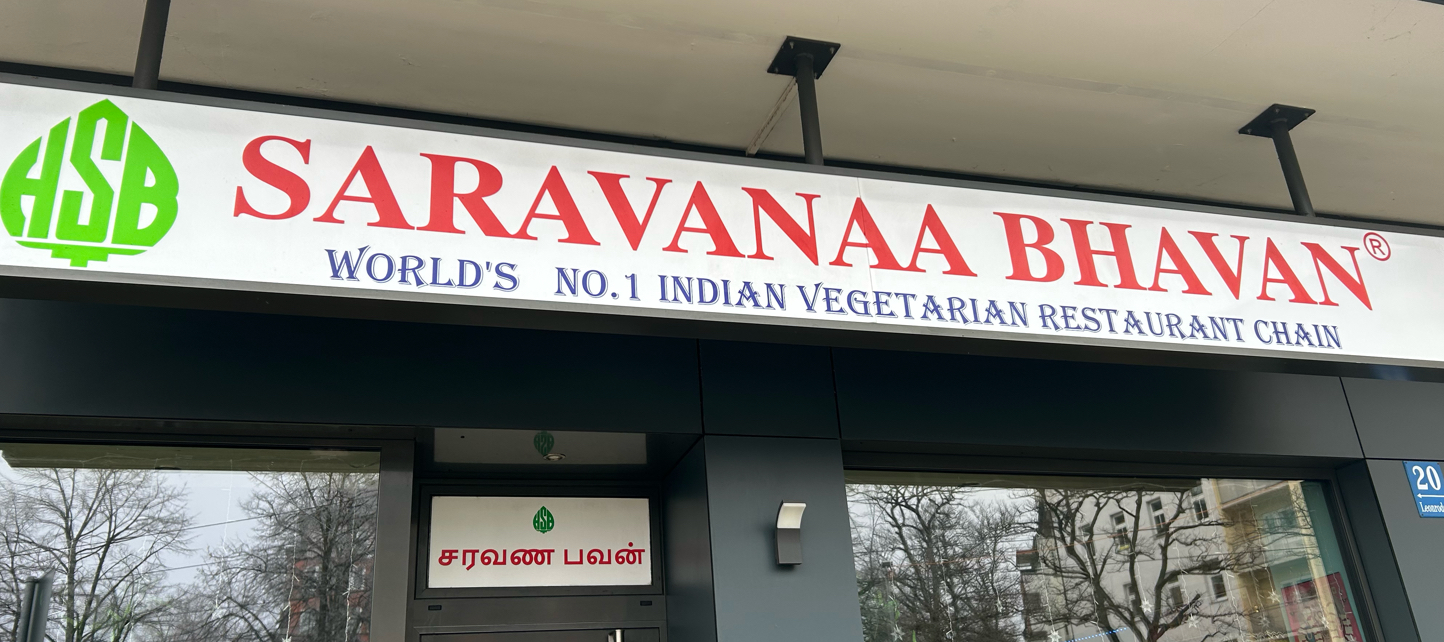 HSB
SARAVANAA BHAVAN®
WORLD'S NO.1 INDIAN VEGETARIAN RESTAURANT CHAIN
HSB
சரவண பவன்
20